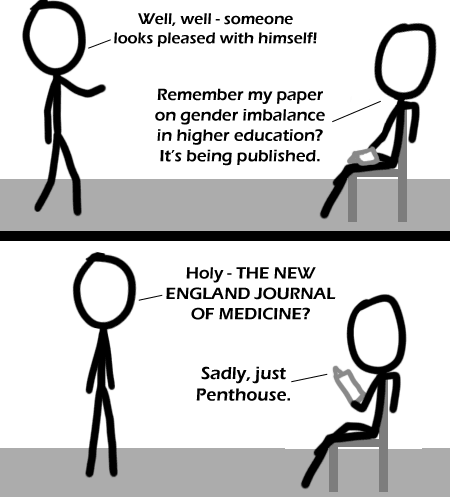 Well, well - someone
looks pleased with himself!
Remember my paper
on gender imbalance
in higher education?
It's being published.
Holy - THE NEW
ENGLAND JOURNAL
OF MEDICINE?
Sadly, just
Penthouse.